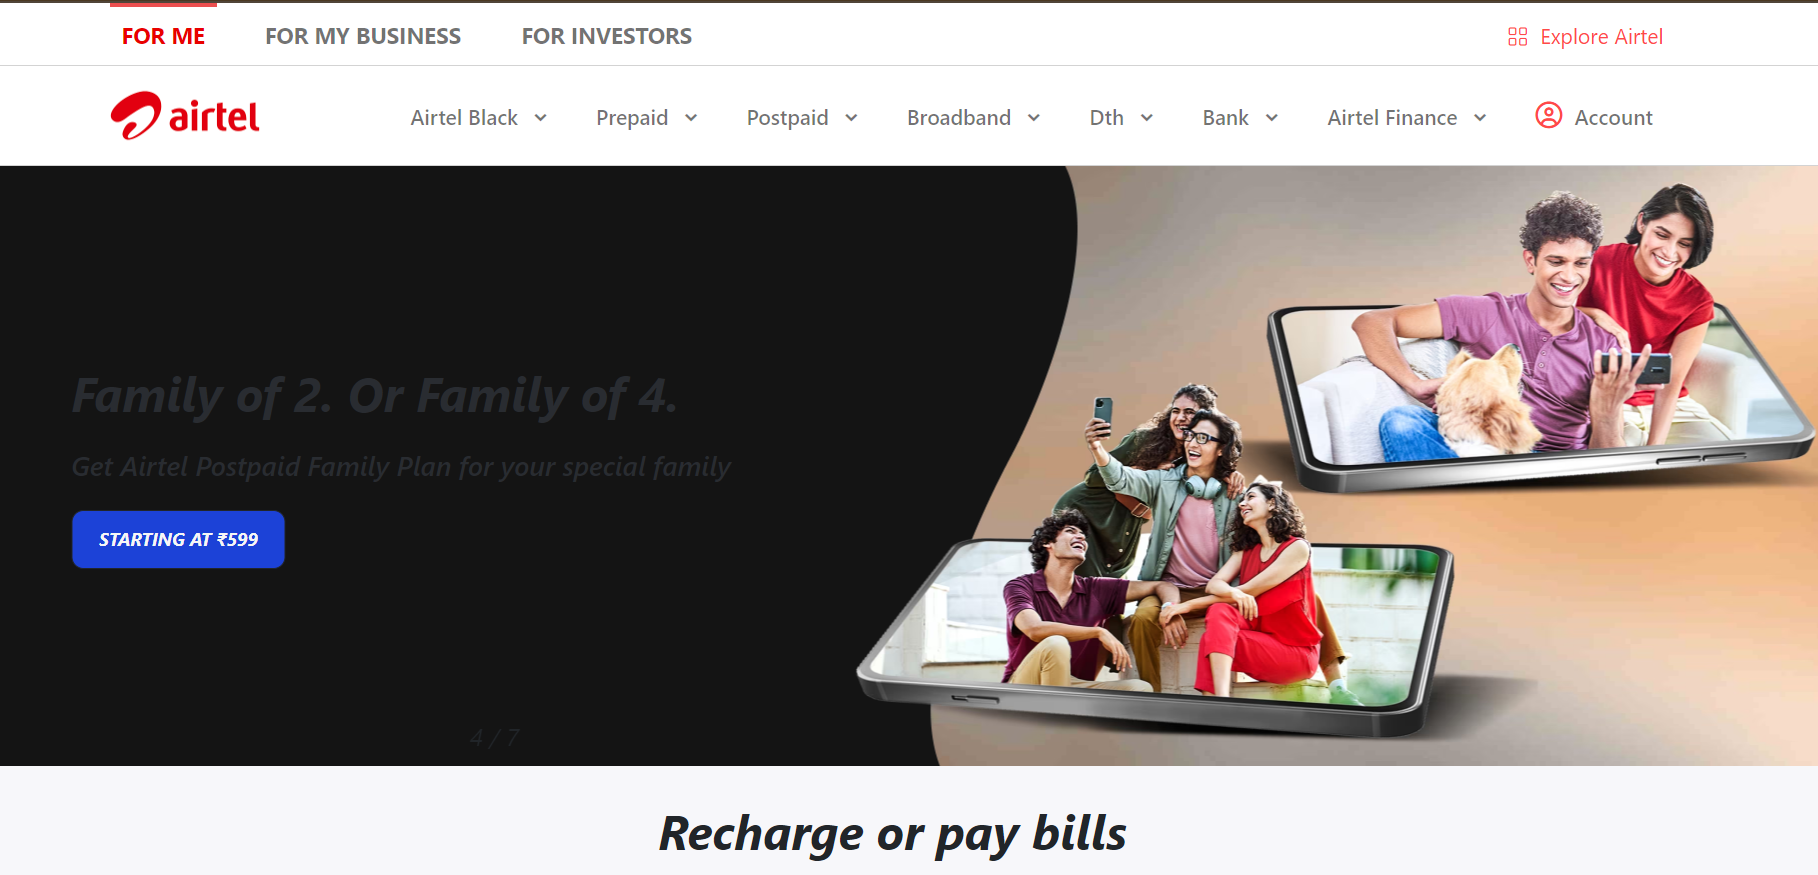 FOR ME FOR MY BUSINESS FOR INVESTORS Explore Airtel
airtel Airtel Black Prepaid Postpaid Broadband Dth Bank Airtel Finance Account
Family of 2. Or Family of 4.
Get Airtel Postpaid Family Plan for your special family
STARTING AT ₹599
4 / 7
Recharge or pay bills